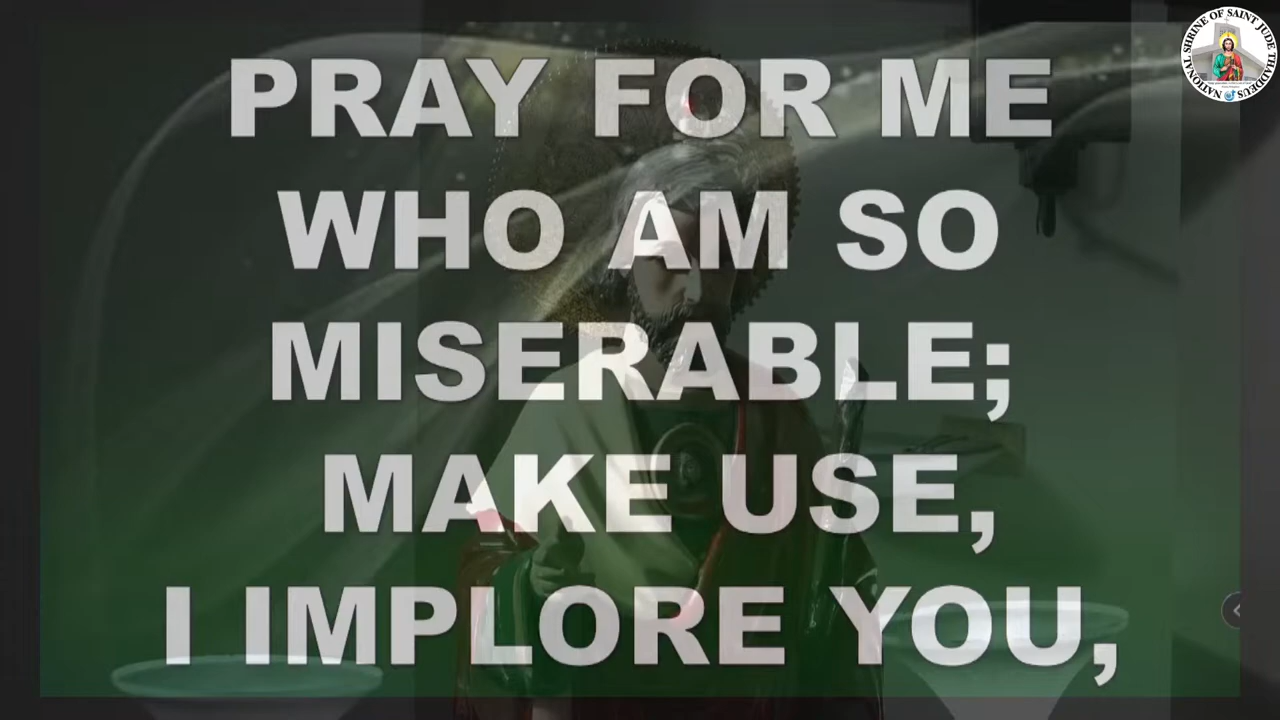 PRAY FOR ME
WHO AM SO
MISERABLE;
MAKE USE,
I IMPLORE YOU,
NATIONAL SHRINE OF SAINT JUDE THADDEUS